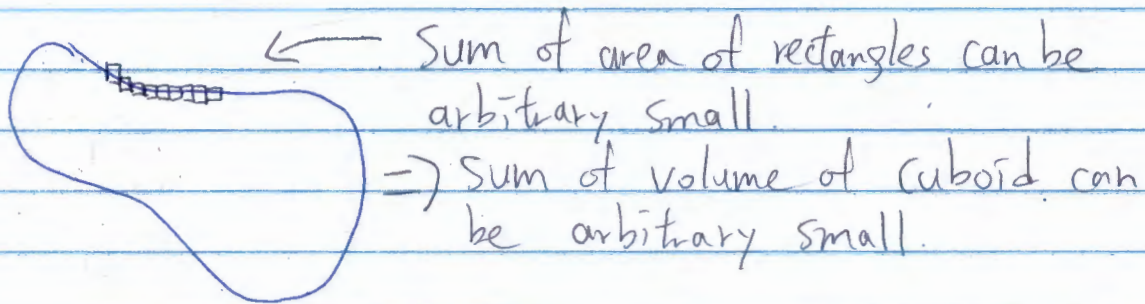 Sum of area of rectangles can be
arbitrary small.
=> Sum of volume of cuboid can
be arbitrary small.